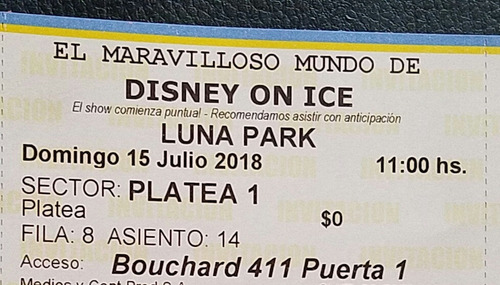 EL MARAVILLOSO MUNDO DE
DISNEY ON ICE
El show comienza puntual - Recomendamos asistir con anticipación
LUNA PARK
Domingo 15 Julio 2018 11:00 hs.
SECTOR: PLATEA 1
Platea $0
FILA: 8 ASIENTO: 14
Acceso: Bouchard 411 Puerta 1